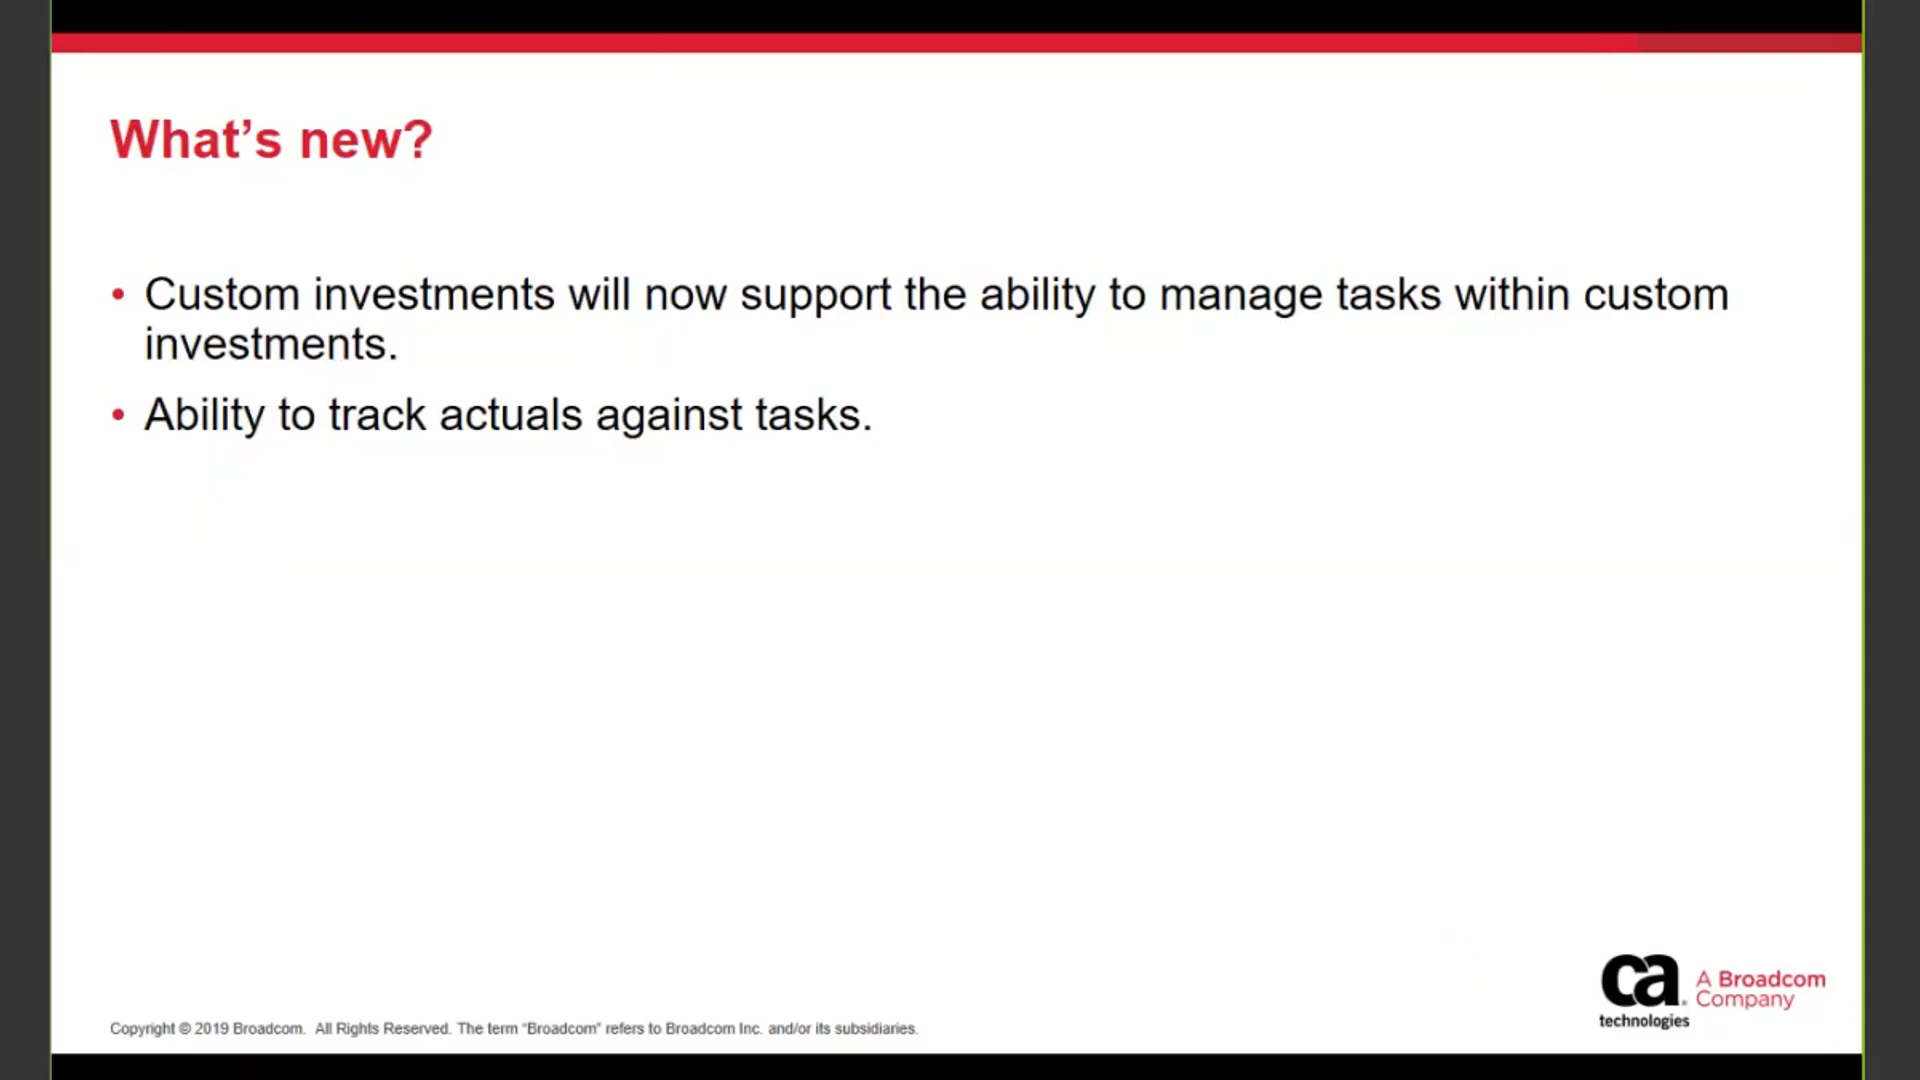 What’s new?
• Custom investments will now support the ability to manage tasks within custom
investments.
• Ability to track actuals against tasks.
ca
technologies
A Broadcom
Company
Copyright © 2019 Broadcom. All Rights Reserved. The term “Broadcom” refers to Broadcom Inc. and/or its subsidiaries.